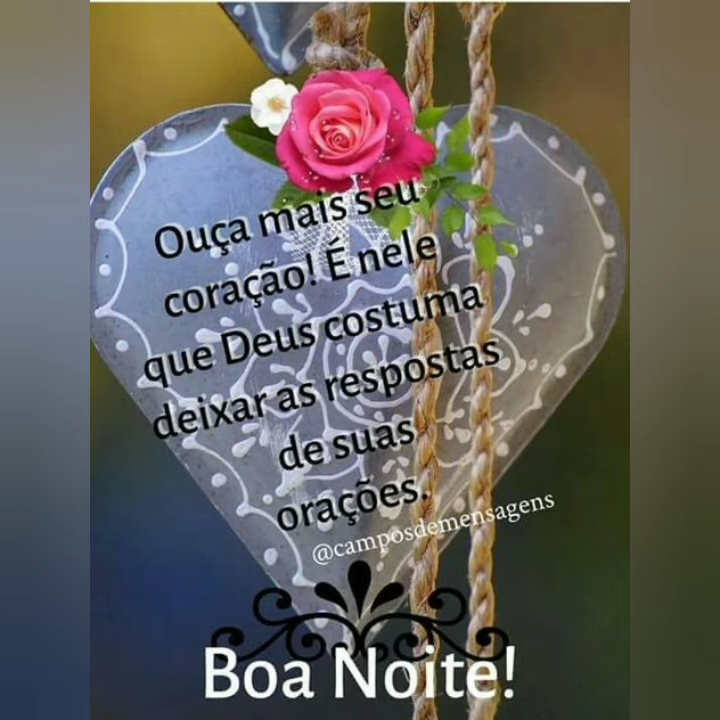 Ouça mais seu
coração! É nele
que Deus costuma
deixar as respostas
de suas
orações.
@camposdemensagens
Boa Noite!